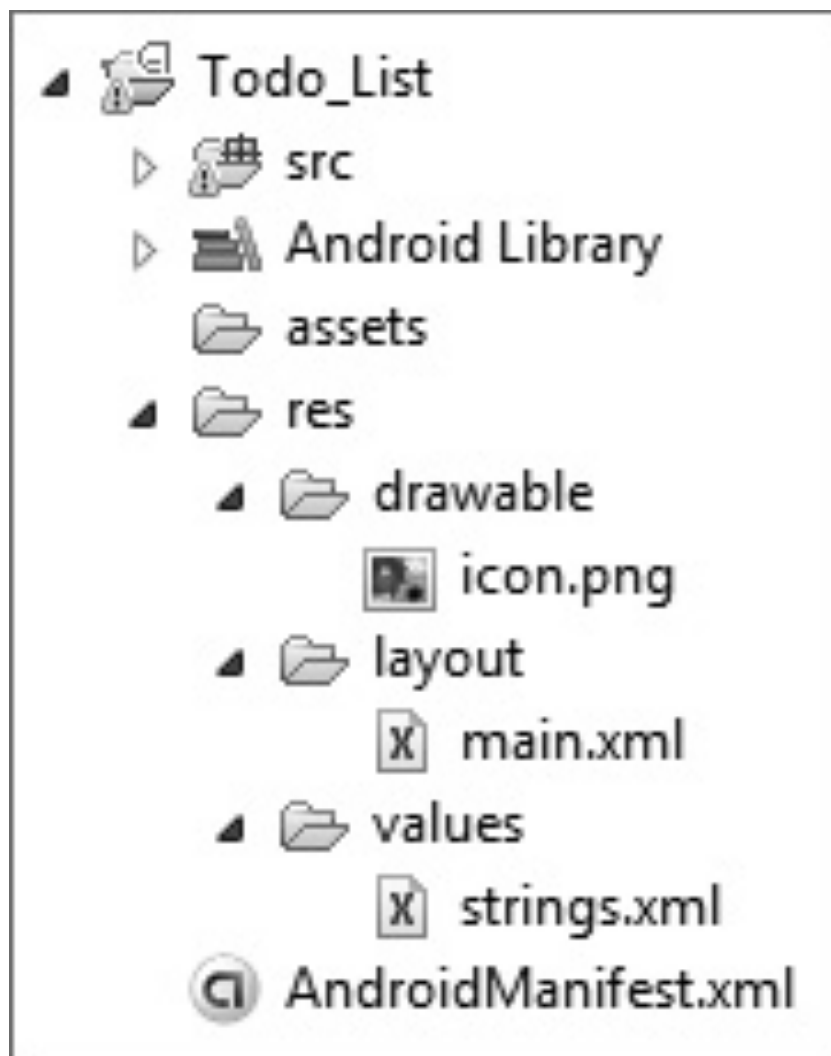 Todo_List
src
Android Library
assets
res
drawable
icon.png
layout
main.xml
values
strings.xml
AndroidManifest.xml